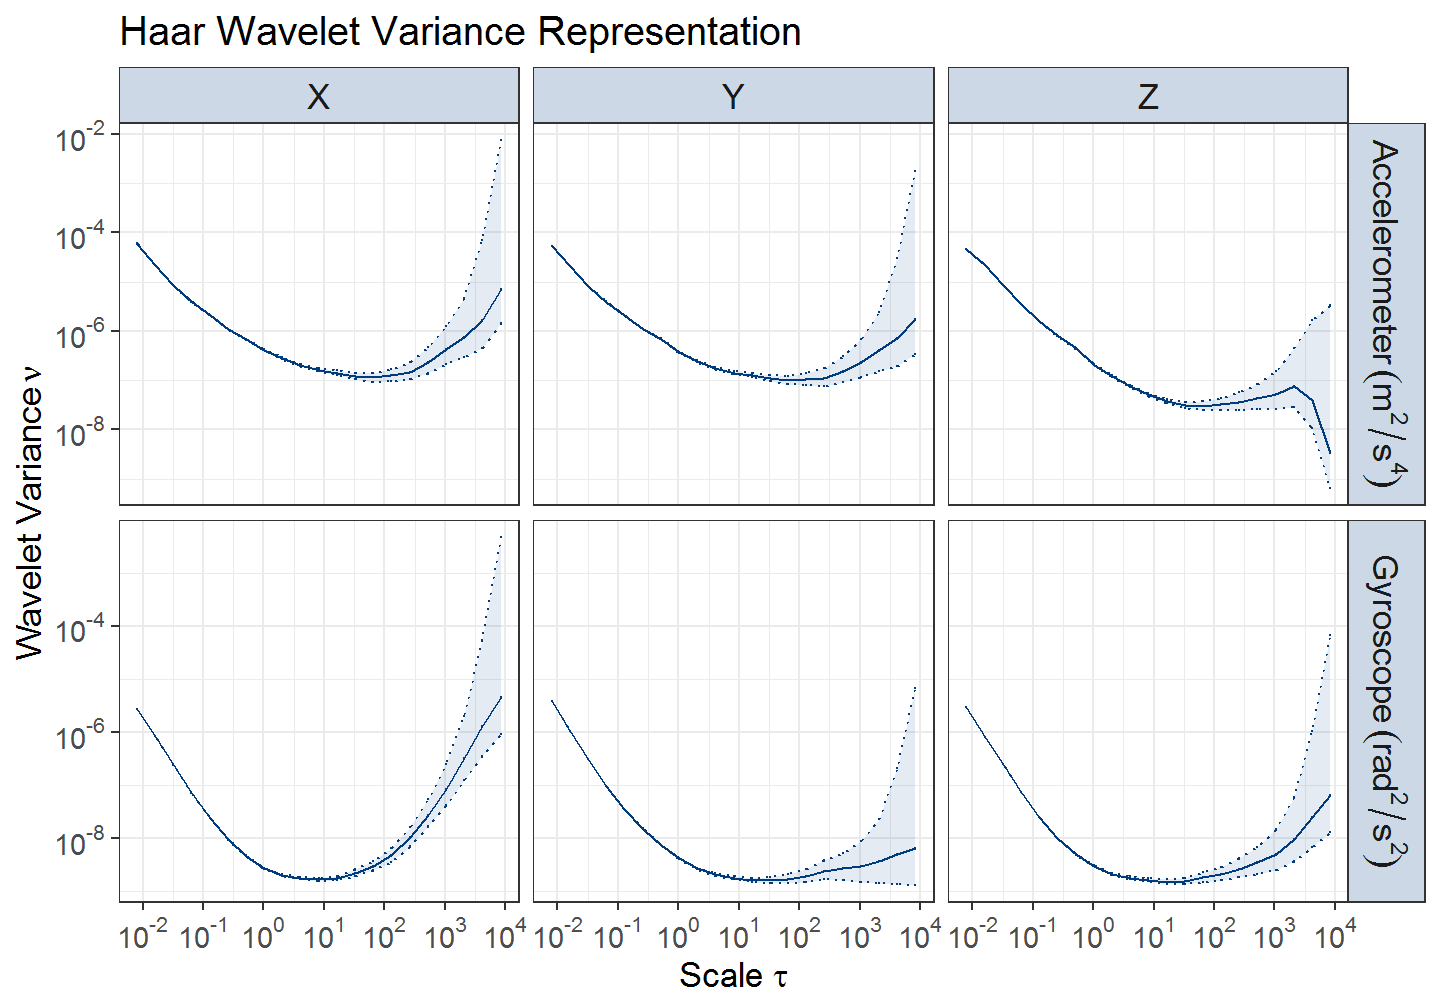 Haar Wavelet Variance Representation
X Y Z
10⁻² 
10⁻⁴
10⁻⁶
10⁻⁸
Accelerometer (m² / s⁴)
Wavelet Variance ν
10⁻⁴
10⁻⁶
10⁻⁸
Gyroscope (rad² / s²)
10⁻² 10⁻¹ 10⁰ 10¹ 10² 10³ 10⁴ 10⁻² 10⁻¹ 10⁰ 10¹ 10² 10³ 10⁴ 10⁻² 10⁻¹ 10⁰ 10¹ 10² 10³ 10⁴
Scale τ